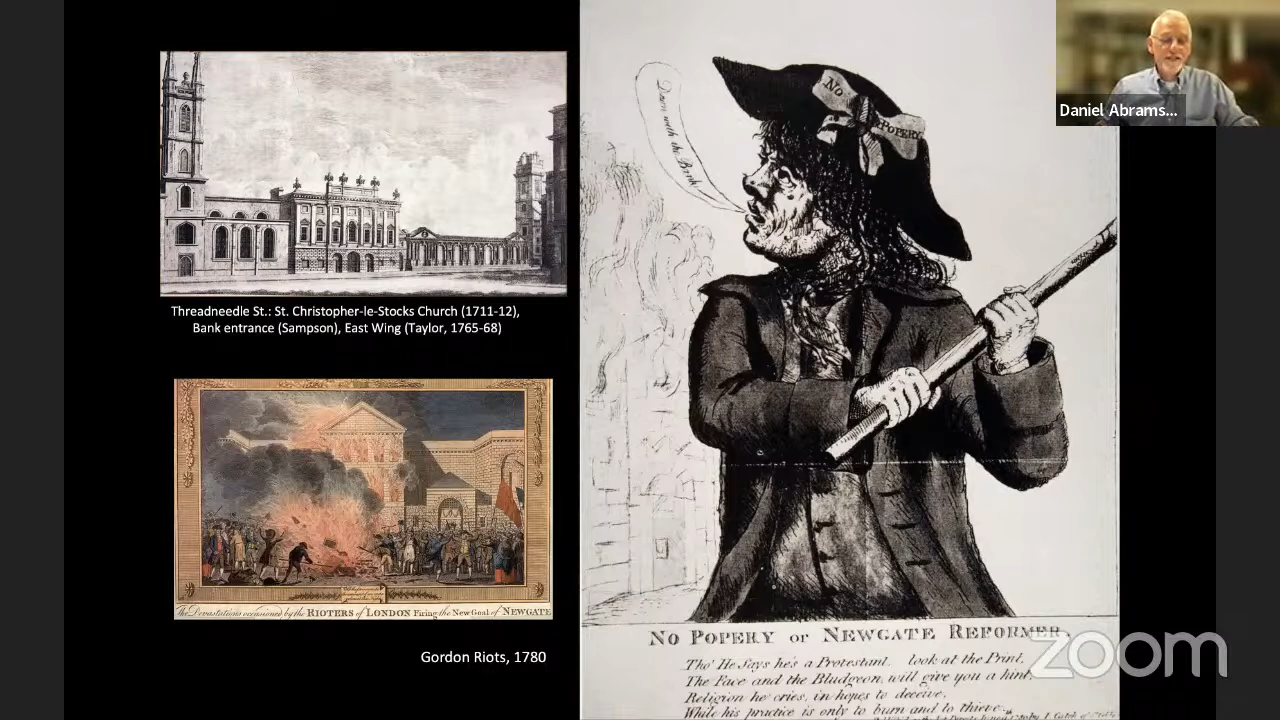 Threadneedle St.: St. Christopher-le-Stocks Church (1711-12),
Bank entrance (Sampson), East Wing (Taylor, 1765-68)
The Devastations occasioned by the RIOTERS of LONDON Firing the New Goal of NEWGATE
Gordon Riots, 1780
Down with the Bank
No POPERY
NO POPERY or NEWGATE REFORMER.
Tho' He Says he's a Protestant, look at the Print,
The Face and the Bludgeon will give you a hint,
Religion he cries, in hopes to deceive,
While his practice is only to burn and to thieve.
Daniel Abrams...
zoom